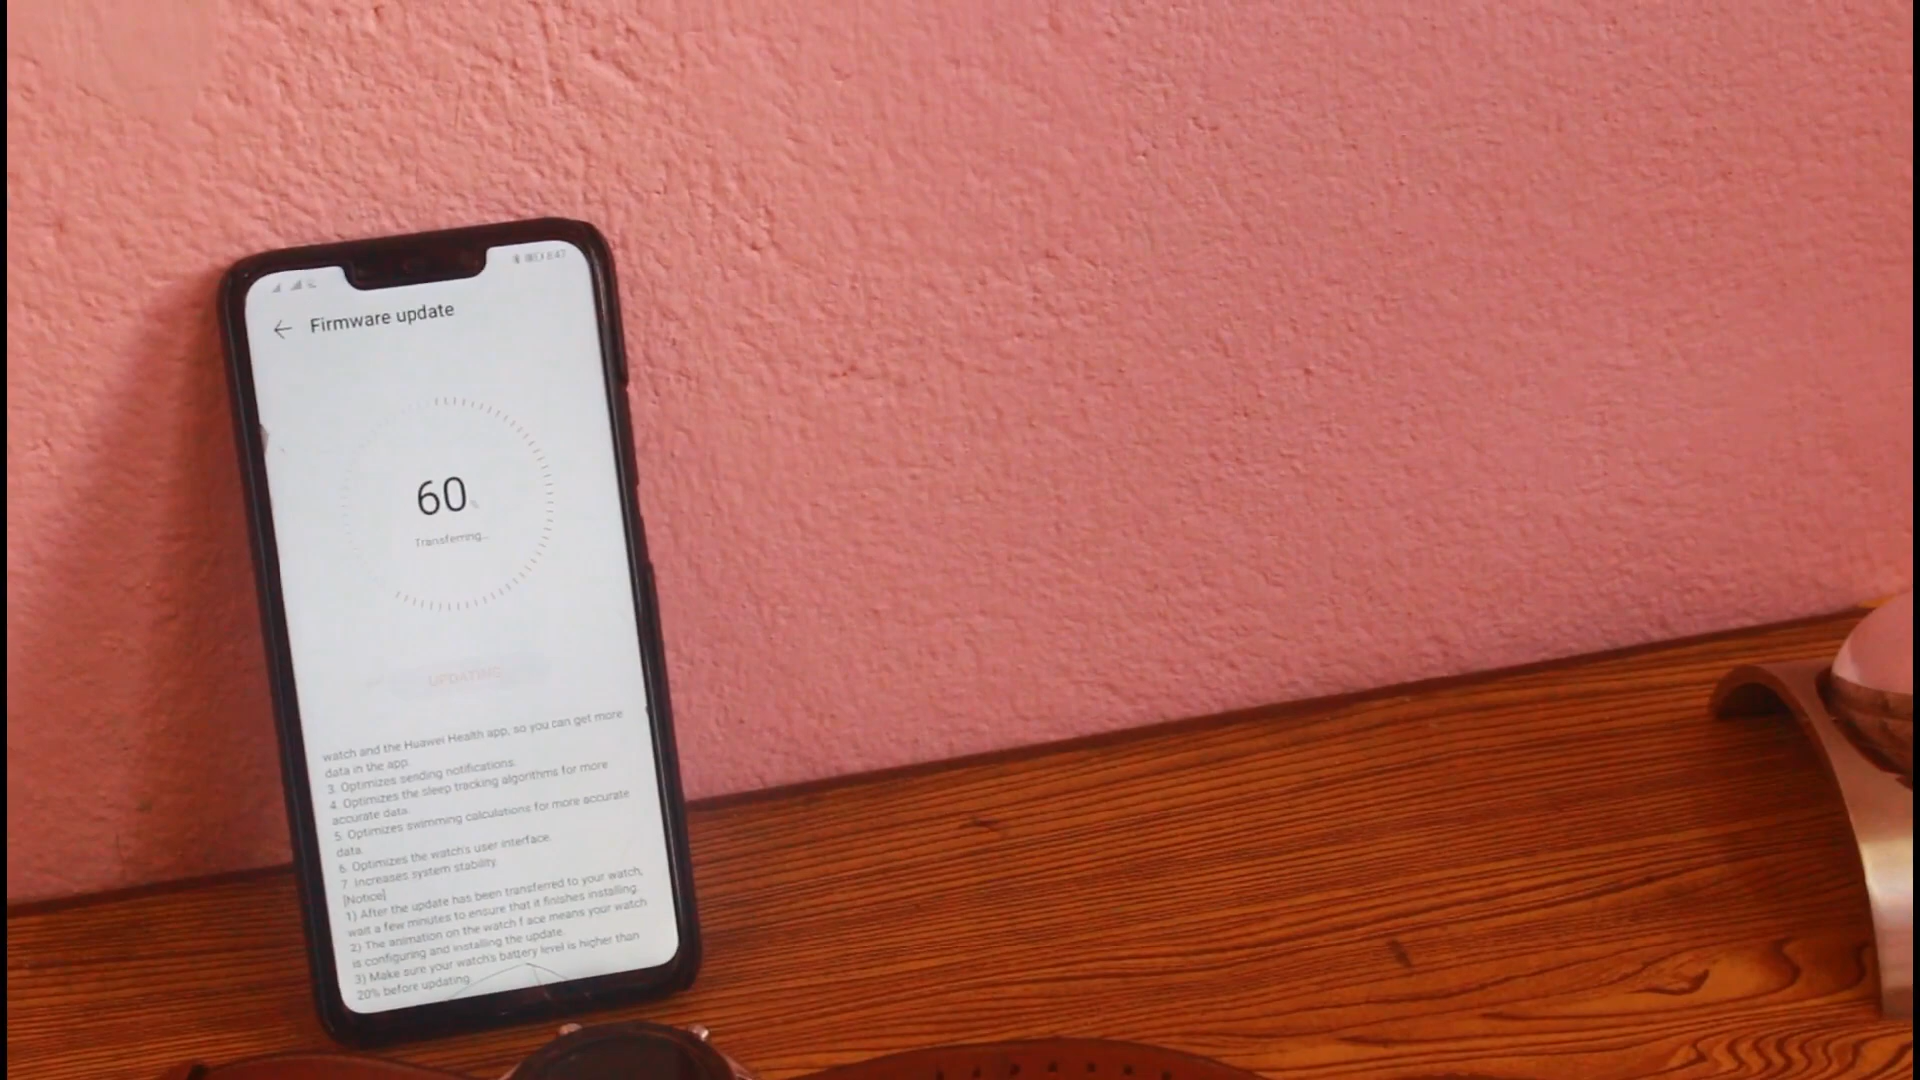 8:47
Firmware update
60%
Transferring...
UPDATING
watch and the Huawei Health app, so you can get more
data in the app.
3. Optimizes sending notifications.
4. Optimizes the sleep tracking algorithms for more
accurate data.
5. Optimizes swimming calculations for more accurate
data.
6. Optimizes the watch's user interface.
7. Increases system stability.
[Notice]
1) After the update has been transferred to your watch,
wait a few minutes to ensure that it finishes installing.
2) The animation on the watch f ace means your watch
is configuring and installing the update.
3) Make sure your watch's battery level is higher than
20% before updating.